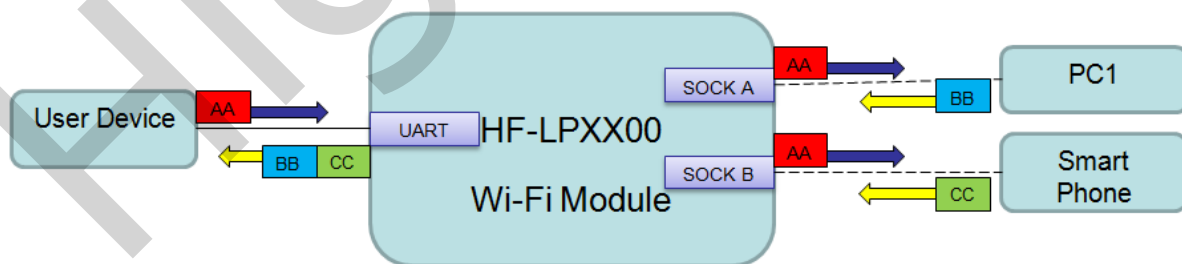 AA
AA
PC1
SOCK A
BB
User Device
UART
HF-LPXX00
AA
BB
CC
SOCK B
Smart
Phone
Wi-Fi Module
CC